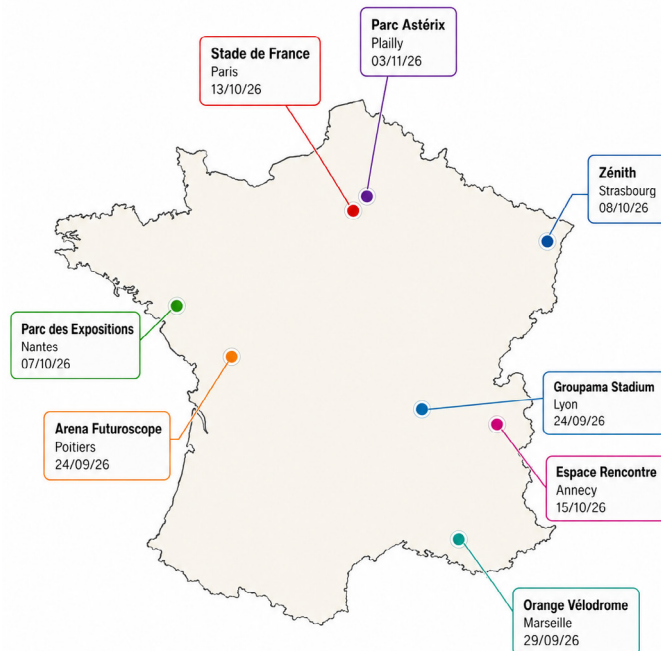 Parc Astérix
Plailly
03/11/26
Stade de France
Paris
13/10/26
Zénith
Strasbourg
08/10/26
Parc des Expositions
Nantes
07/10/26
Groupama Stadium
Lyon
24/09/26
Arena Futuroscope
Poitiers
24/09/26
Espace Rencontre
Annecy
15/10/26
Orange Vélodrome
Marseille
29/09/26